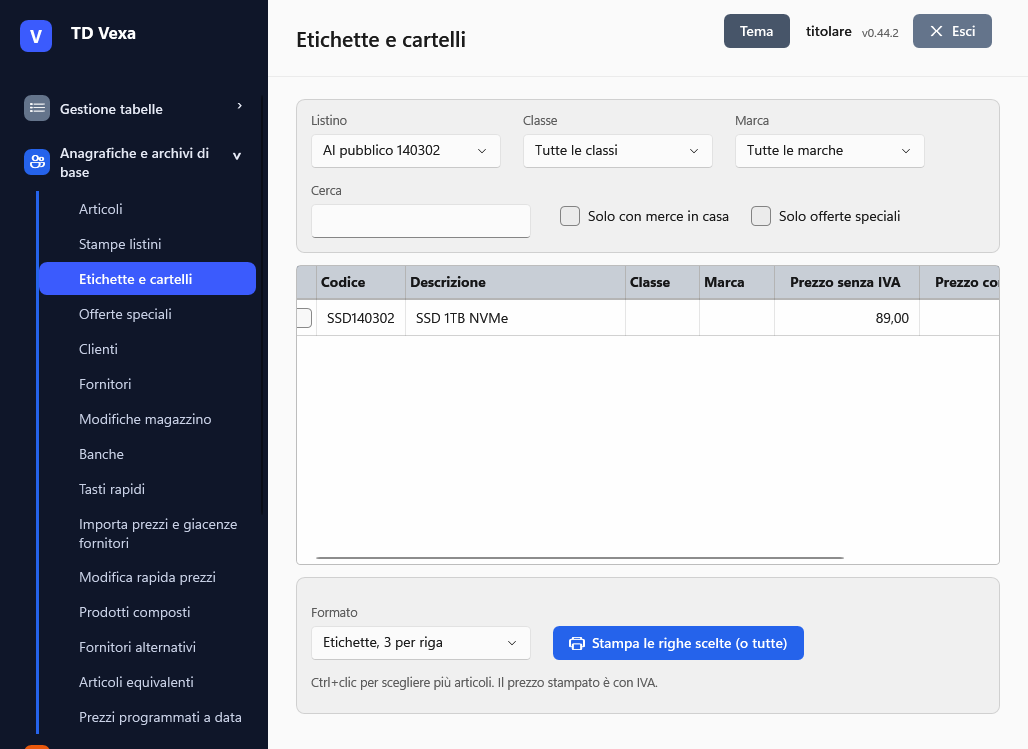 V
TD Vexa
Gestione tabelle
Anagrafiche e archivi di
base
Articoli
Stampe listini
Etichette e cartelli
Offerte speciali
Clienti
Fornitori
Modifiche magazzino
Banche
Tasti rapidi
Importa prezzi e giacenze
fornitori
Modifica rapida prezzi
Prodotti composti
Fornitori alternativi
Articoli equivalenti
Prezzi programmati a data
Etichette e cartelli
Tema
titolare v0.44.2
Esci
Listino Classe Marca
Al pubblico 140302 Tutte le classi Tutte le marche
Cerca
Solo con merce in casa Solo offerte speciali
Codice Descrizione Classe Marca Prezzo senza IVA Prezzo co
SSD140302 SSD 1TB NVMe 89,00
Formato
Etichette, 3 per riga Stampa le righe scelte (o tutte)
Ctrl+clic per scegliere più articoli. Il prezzo stampato è con IVA.